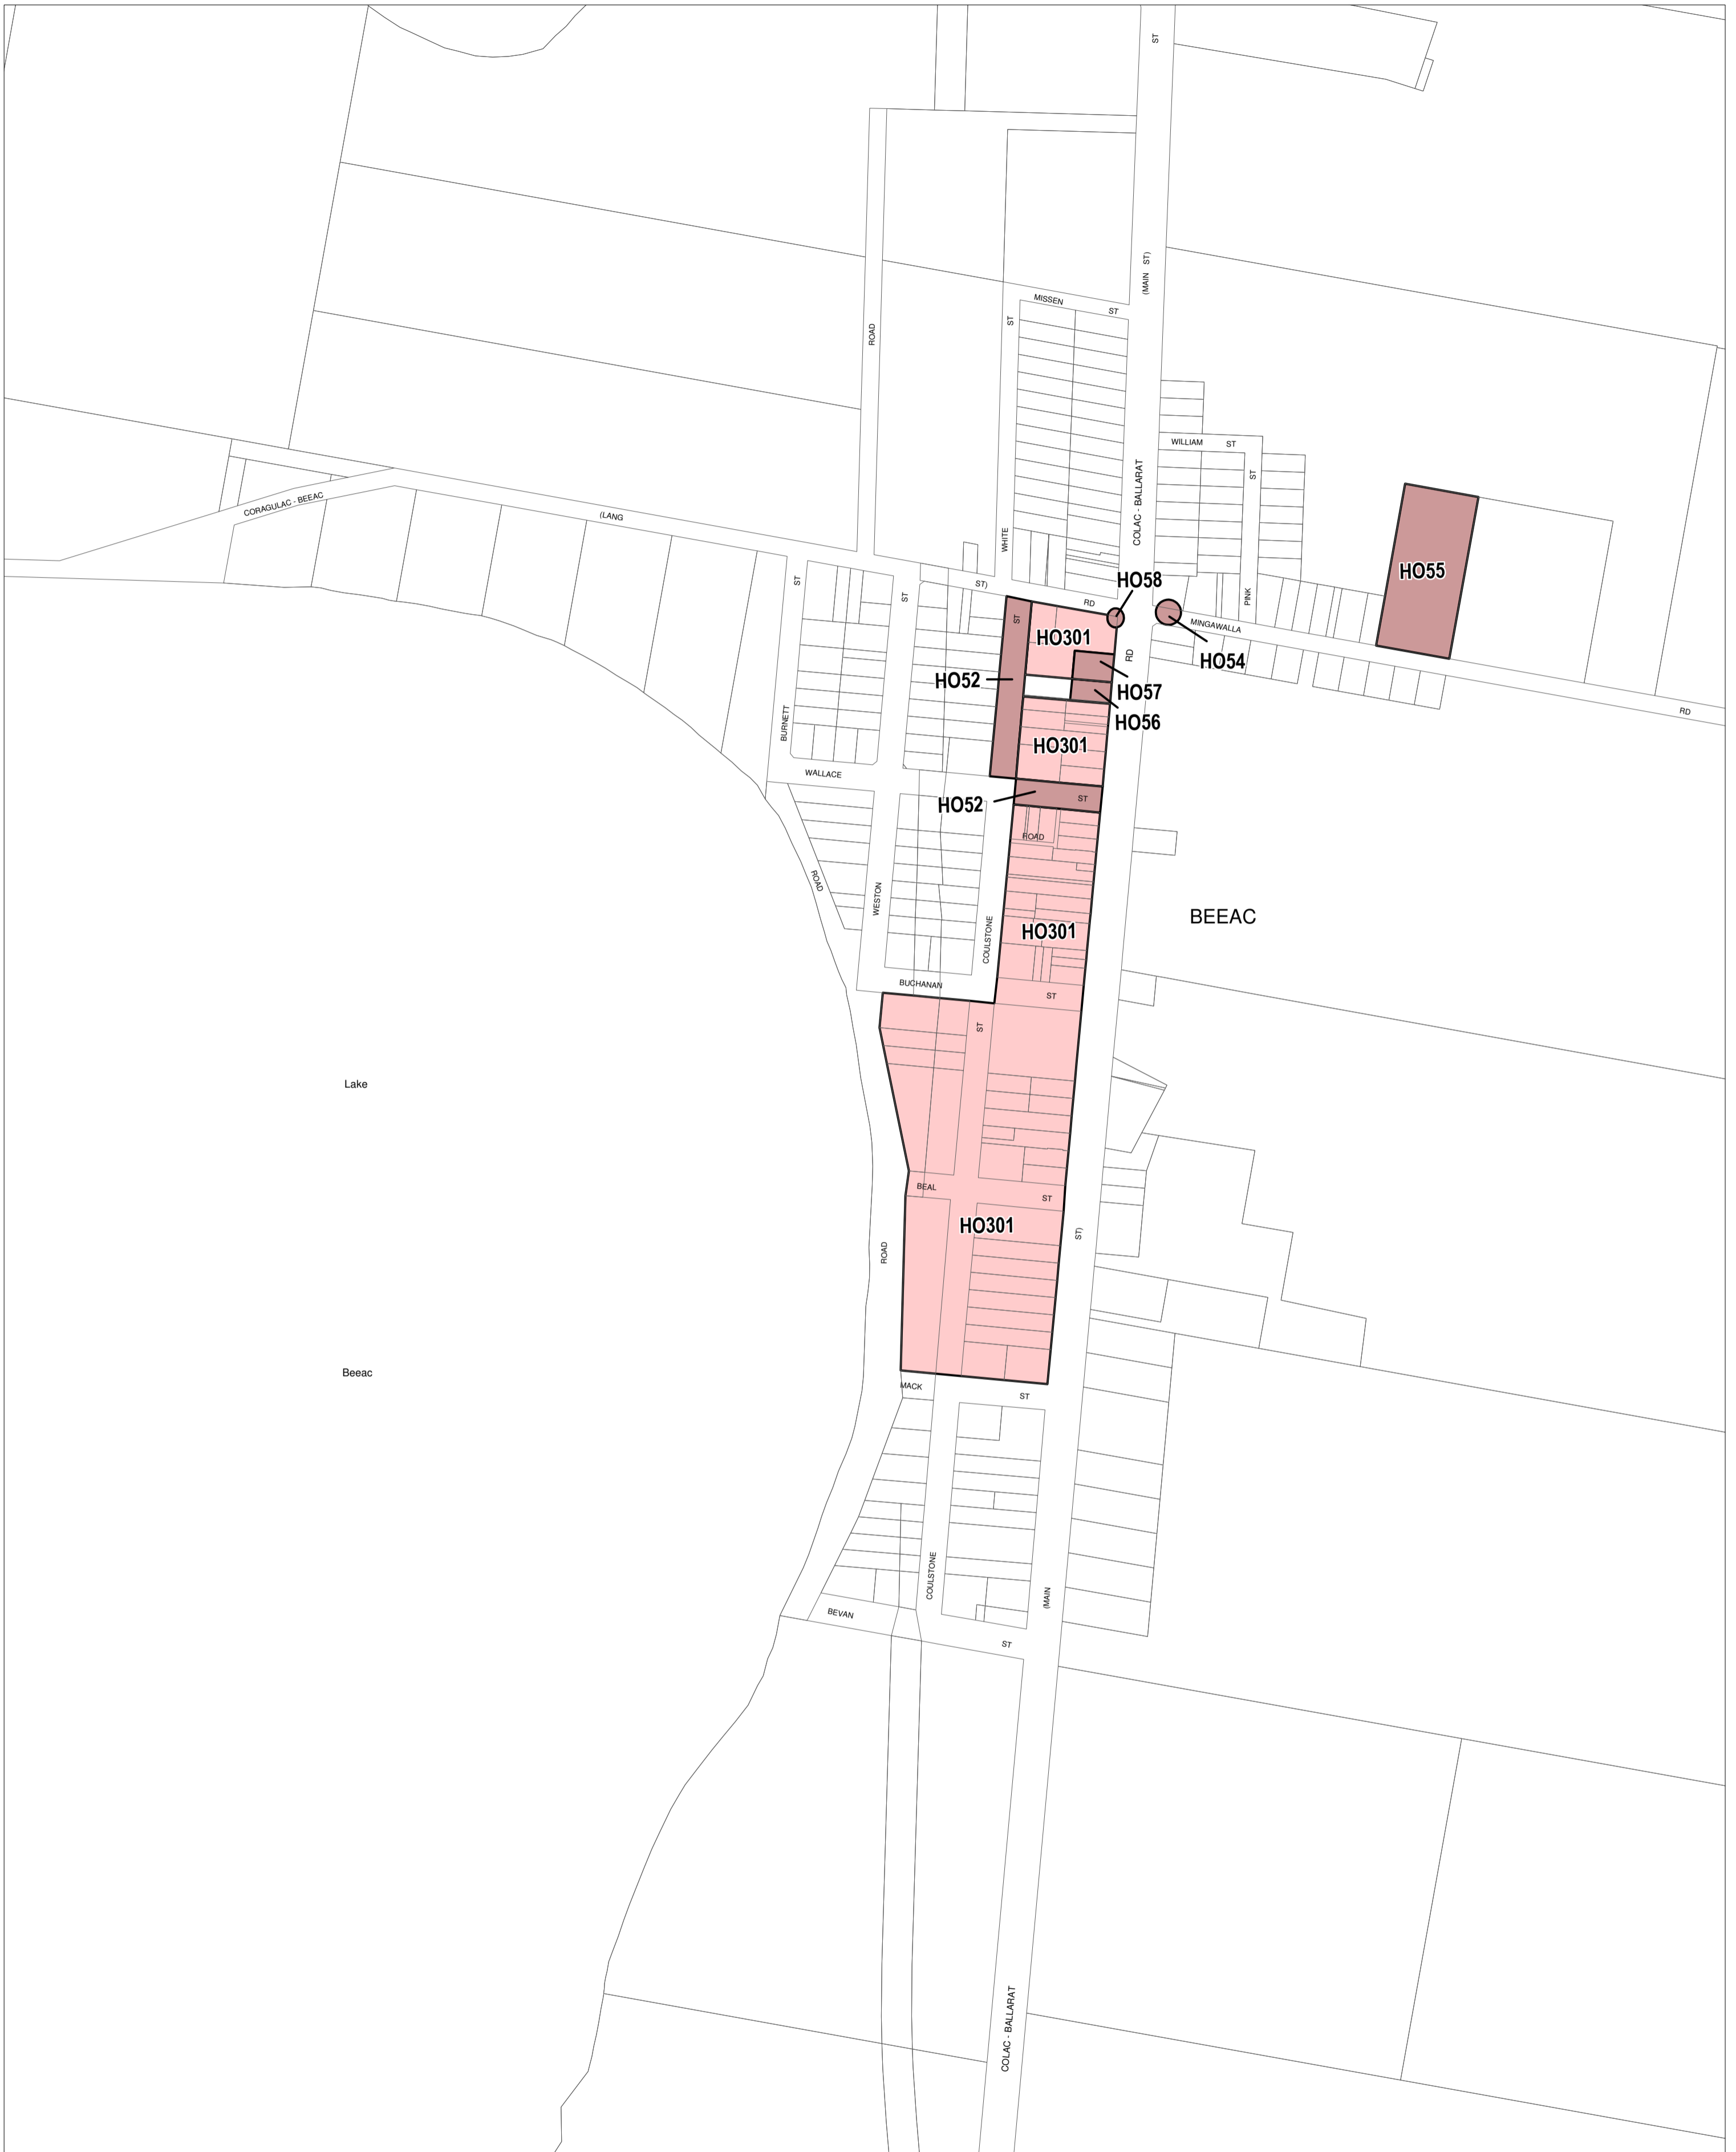 ST
(MAIN ST)
MISSEN
ST
ST
ROAD
WILLIAM ST
COLAC - BALLARAT
ST
CORAGULAC - BEEAC
(LANG
WHITE
HO55
ST
ST)
HO58
ST
RD
PINK
ST
MINGAWALLA
HO301
RD
HO54
HO52
HO57
RD
BURNETT
HO56
HO301
WALLACE
HO52
ST
ROAD
ROAD
WESTON
BEEAC
HO301
COULSTONE
BUCHANAN
ST
ST
Lake
BEAL
ST
HO301
ST)
ROAD
Beeac
MACK
ST
COULSTONE
(MAIN
BEVAN
ST
COLAC - BALLARAT